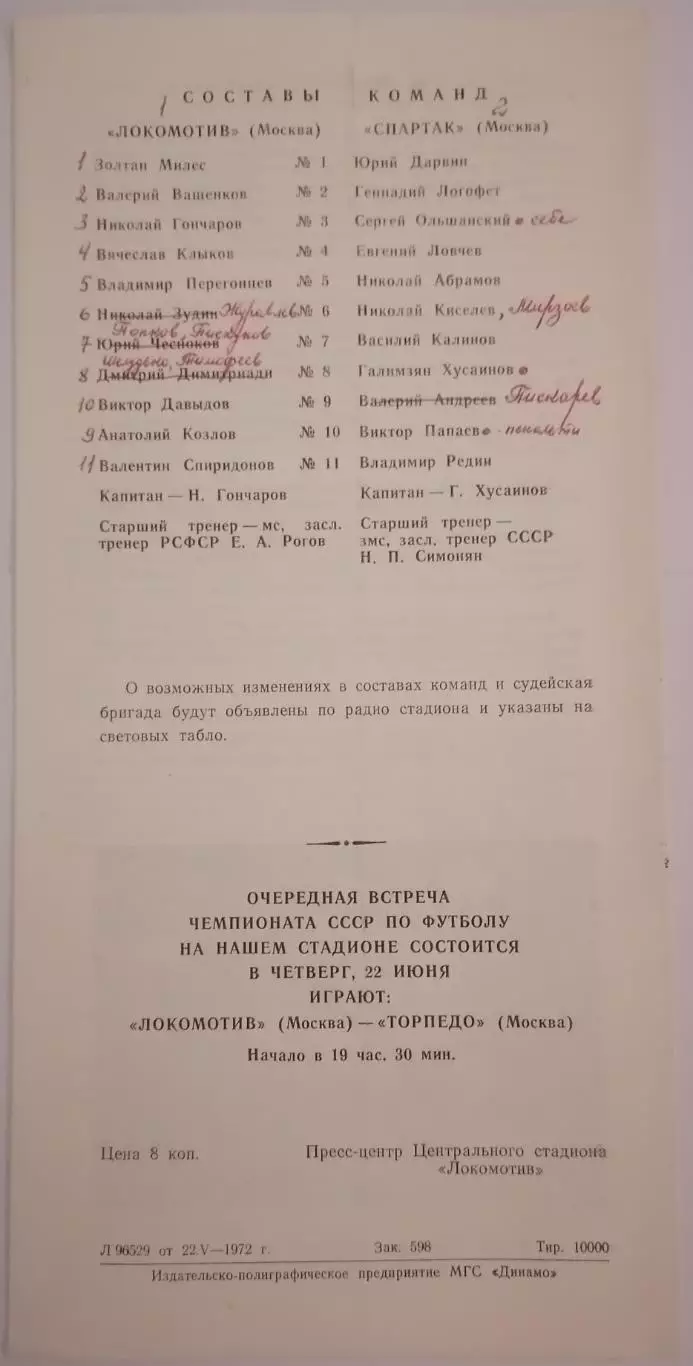 1 СОСТАВЫ КОМАНД 2
«ЛОКОМОТИВ» (Москва) «СПАРТАК» (Москва)
1 Золтан Милес № 1 Юрий Дарвин
2 Валерий Ващенков № 2 Геннадий Логофет
3 Николай Гончаров № 3 Сергей Ольшанский • себе
4 Вячеслав Клыков № 4 Евгений Ловчев
5 Владимир Перегонцев № 5 Николай Абрамов
6 Николай Зудин Журавлев № 6 Николай Киселев, Мирзоев
Попков, Пискунов
7 Юрий Чесноков № 7 Василий Калинов
Шелудько, Тимофеев
8 Дмитрий Димитриади № 8 Галимзян Хусаинов •
10 Виктор Давыдов № 9 Валерий Андреев Пискарев
9 Анатолий Козлов № 10 Виктор Папаев • - пенальти
11 Валентин Спиридонов № 11 Владимир Редин
Капитан — Н. Гончаров Капитан — Г. Хусаинов
Старший тренер — мс, засл. Старший тренер —
тренер РСФСР Е. А. Рогов змс, засл. тренер СССР
Н. П. Симонян
О возможных изменениях в составах команд и судейская
бригада будут объявлены по радио стадиона и указаны на
световых табло.
ОЧЕРЕДНАЯ ВСТРЕЧА
ЧЕМПИОНАТА СССР ПО ФУТБОЛУ
НА НАШЕМ СТАДИОНЕ СОСТОИТСЯ
В ЧЕТВЕРГ, 22 ИЮНЯ
ИГРАЮТ:
«ЛОКОМОТИВ» (Москва) — «ТОРПЕДО» (Москва)
Начало в 19 час. 30 мин.
Цена 8 коп. Пресс-центр Центрального стадиона
«Локомотив»
Л 96529 от 22.V—1972 г. Зак. 598 Тир. 10000
Издательско-полиграфическое предприятие МГС «Динамо»